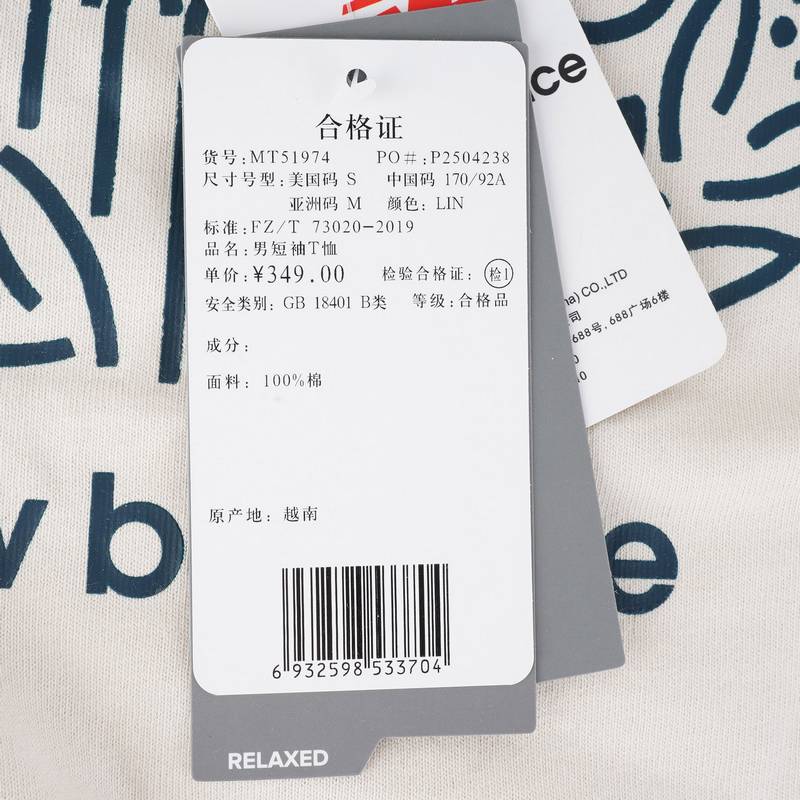 nce
合格证
货号:MT51974 PO#:P2504238
尺寸号型:美国码 S 中国码 170/92A
亚洲码 M 颜色: LIN
标准:FZ/T 73020-2019
品名:男短袖T恤
单价:¥349.00 检验合格证: 检1
安全类别: GB 18401 B类 等级:合格品
成分:
面料: 100%棉
原产地: 越南
6 932598 533704
RELAXED
na) CO.,LTD
司
688号, 688广场6楼
w b
e